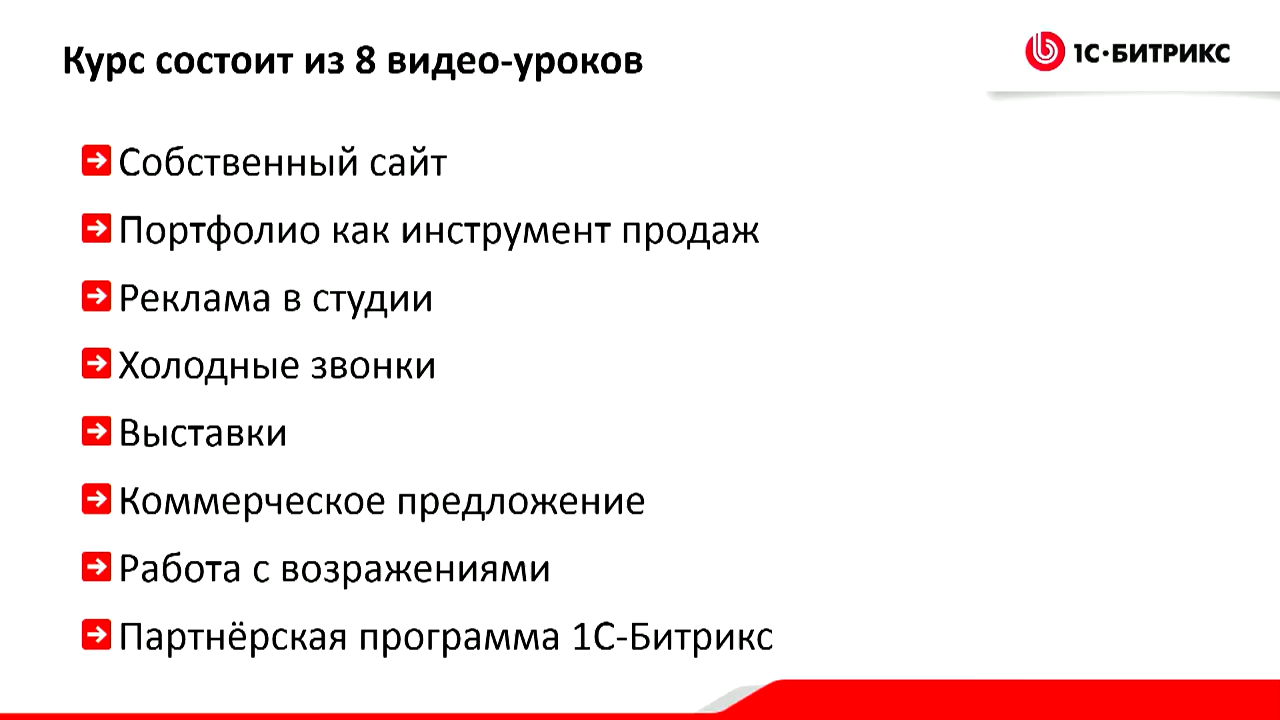 Курс состоит из 8 видео-уроков
1С·БИТРИКС
Собственный сайт
Портфолио как инструмент продаж
Реклама в студии
Холодные звонки
Выставки
Коммерческое предложение
Работа с возражениями
Партнёрская программа 1С-Битрикс